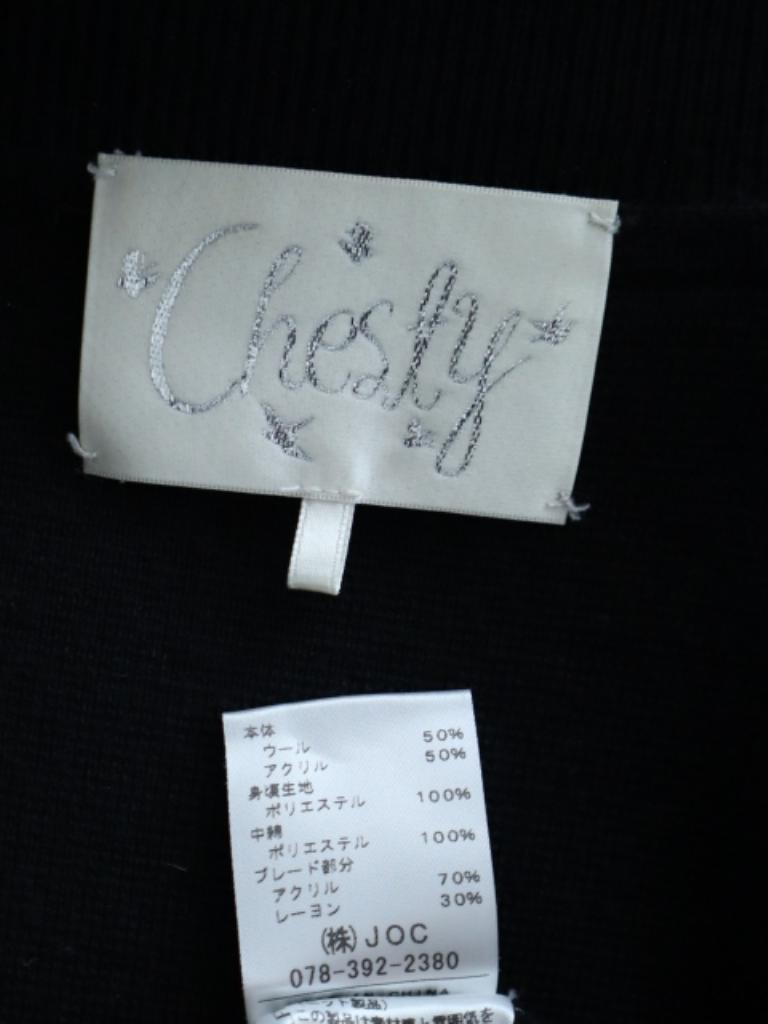 Chesty
本体
ウール 50%
アクリル 50%
身頃生地
ポリエステル 100%
中綿
ポリエステル 100%
ブレード部分
アクリル 70%
レーヨン 30%
(株)JOC
078-392-2380